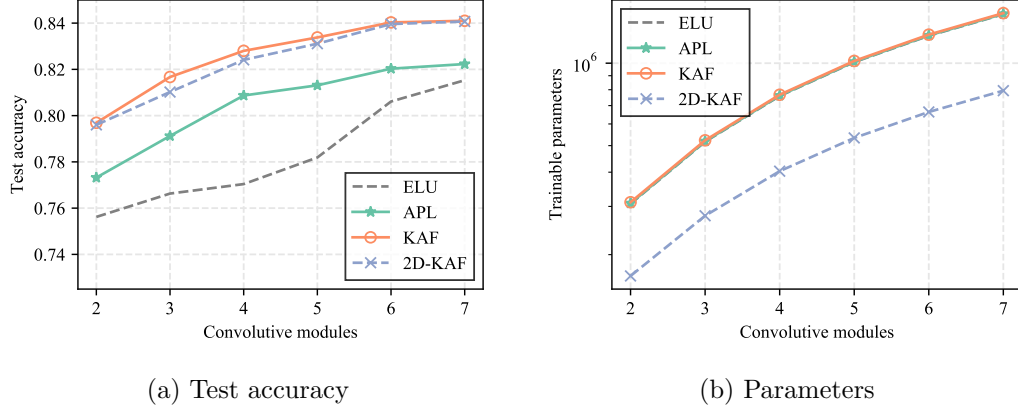 0.84
0.82
0.80
0.78
0.76
0.74
Test accuracy
ELU
APL
KAF
2D-KAF
2 3 4 5 6 7
Convolutive modules
(a) Test accuracy
10^6
Trainable parameters
ELU
APL
KAF
2D-KAF
2 3 4 5 6 7
Convolutive modules
(b) Parameters